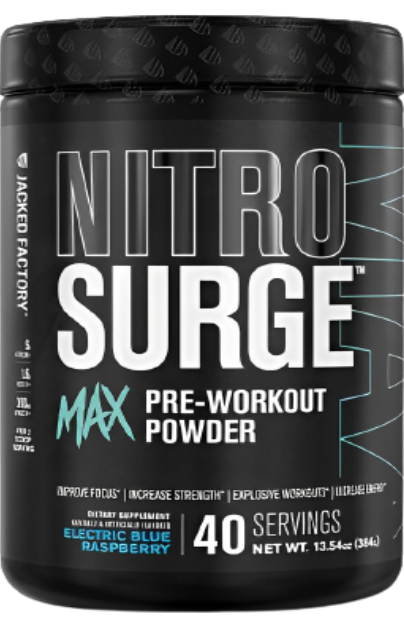 NITRO
SURGE™
MAX PRE-WORKOUT
POWDER
JACKED FACTORY
IMPROVE FOCUS* | INCREASE STRENGTH* | EXPLOSIVE WORKOUTS* | INCREASE ENERGY*
DIETARY SUPPLEMENT
NATURALLY & ARTIFICIALLY FLAVORED
ELECTRIC BLUE
RASPBERRY
40 SERVINGS
NET WT. 13.54oz (384g)
MAX